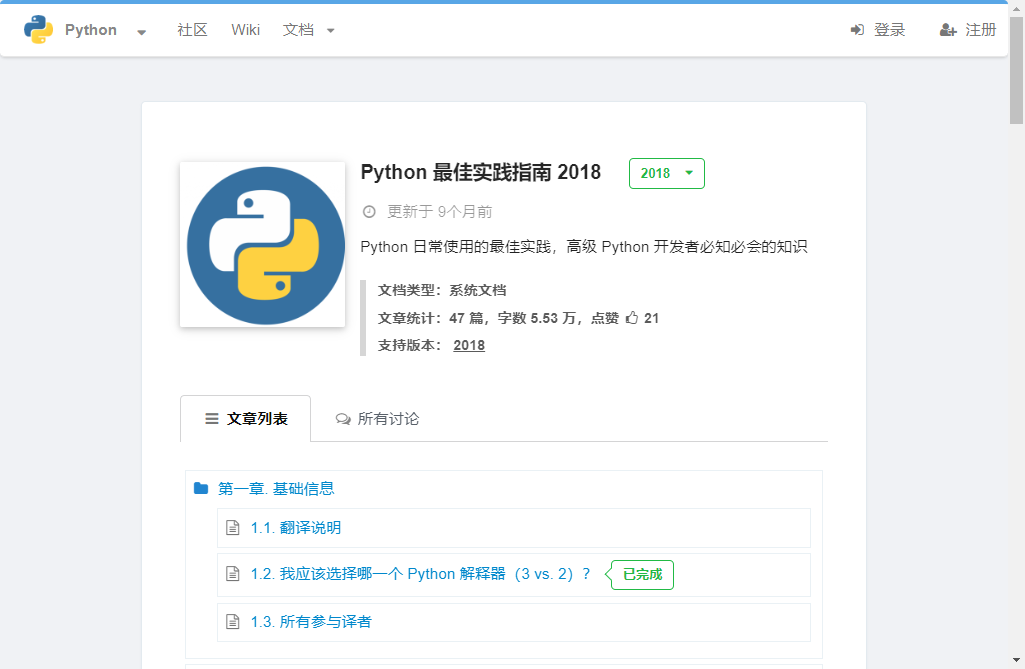 Python 社区 Wiki 文档 登录 注册
Python 最佳实践指南 2018 2018
更新于 9个月前
Python 日常使用的最佳实践，高级 Python 开发者必知必会的知识
文档类型：系统文档
文章统计：47 篇，字数 5.53 万，点赞 21
支持版本： 2018
文章列表 所有讨论
第一章. 基础信息
1.1. 翻译说明
1.2. 我应该选择哪一个 Python 解释器（3 vs. 2）? 已完成
1.3. 所有参与译者